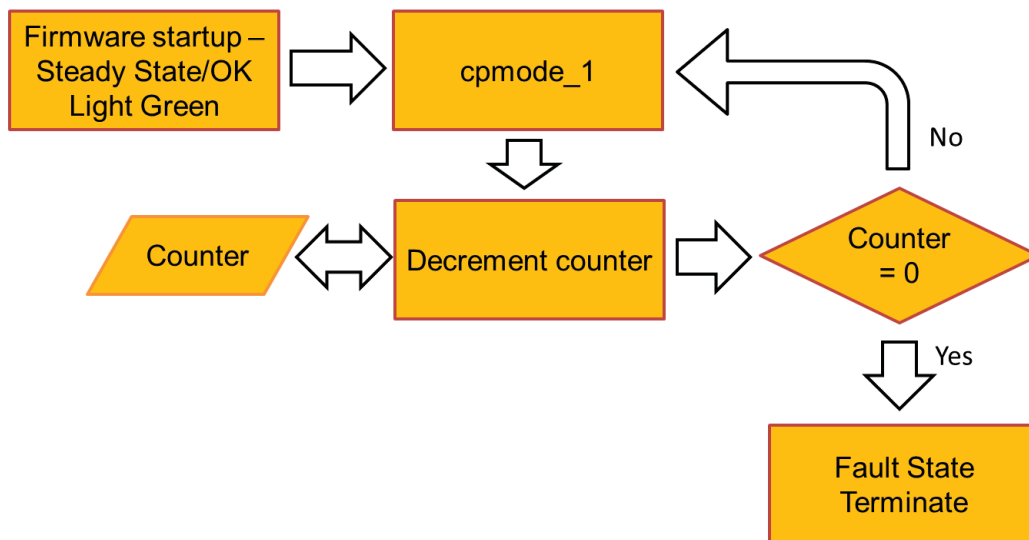 Firmware startup –
Steady State/OK
Light Green
cpmode_1
No
Counter
Decrement counter
Counter
= 0
Yes
Fault State
Terminate